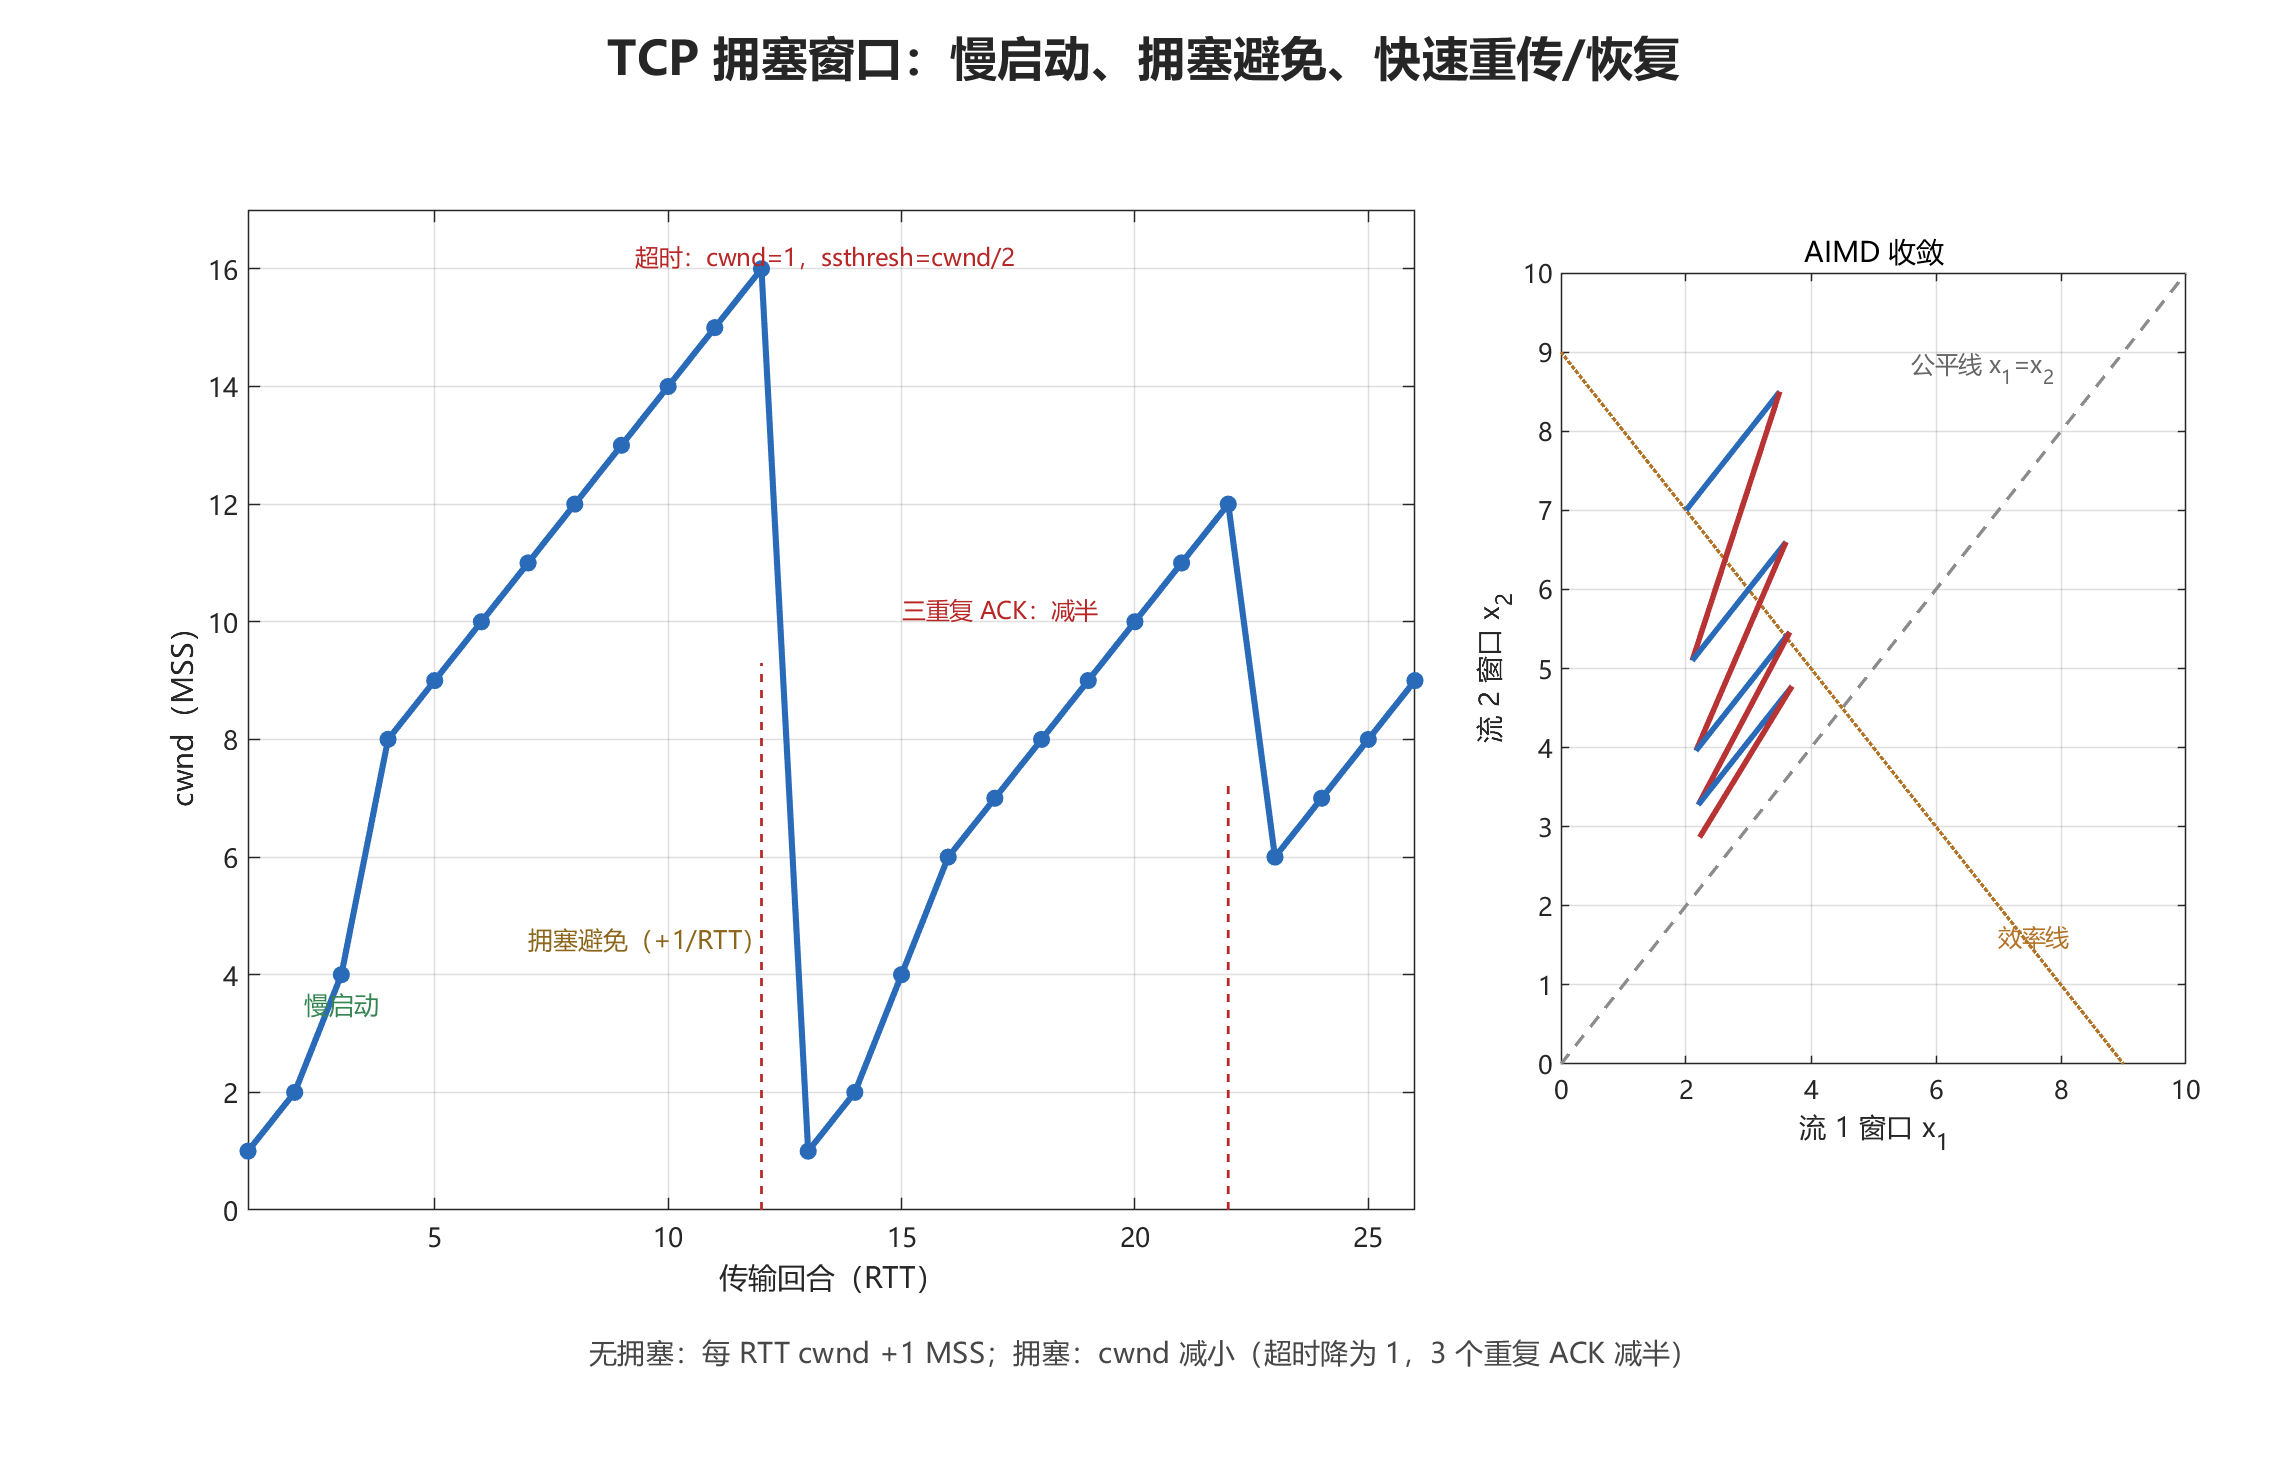 TCP 拥塞窗口：慢启动、拥塞避免、快速重传/恢复
超时：cwnd=1，ssthresh=cwnd/2
三重复 ACK：减半
拥塞避免（+1/RTT）
慢启动
cwnd（MSS）
16
14
12
10
8
6
4
2
0
5
10
15
20
25
传输回合（RTT）
AIMD 收敛
公平线 x1=x2
效率线
流 2 窗口 x2
10
9
8
7
6
5
4
3
2
1
0
0
2
4
6
8
10
流 1 窗口 x1
无拥塞：每 RTT cwnd +1 MSS；拥塞：cwnd 减小（超时降为 1，3 个重复 ACK 减半）